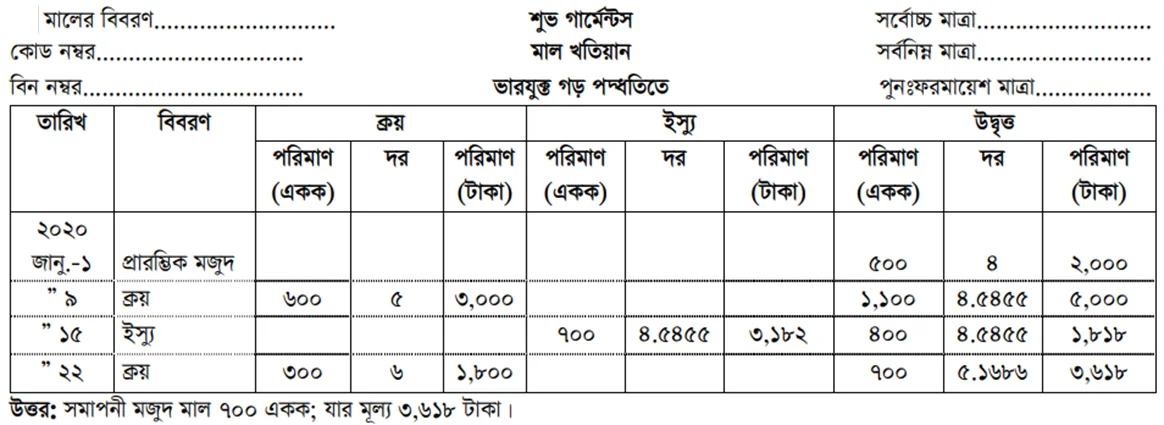 মালের বিবরণ............................ শুভ গার্মেন্টস সর্বোচ্চ মাত্রা...........................
কোড নম্বর................................ মাল খতিয়ান সর্বনিম্ন মাত্রা...........................
বিন নম্বর.................................. ভারযুক্ত গড় পদ্ধতিতে পুনঃফরমায়েশ মাত্রা..................
তারিখ বিবরণ ক্রয় ইস্যু উদ্বৃত্ত
পরিমাণ (একক) দর পরিমাণ (টাকা) পরিমাণ (একক) দর পরিমাণ (টাকা) পরিমাণ (একক) দর পরিমাণ (টাকা)
২০২০
জানু.-১ প্রারম্ভিক মজুদ ৫০০ ৪ ২,০০০
” ৯ ক্রয় ৬০০ ৫ ৩,০০০ ১,১০০ ৪.৫৪৫৫ ৫,০০০
” ১৫ ইস্যু ৭০০ ৪.৫৪৫৫ ৩,১৮২ ৪০০ ৪.৫৪৫৫ ১,৮১৮
” ২২ ক্রয় ৩০০ ৬ ১,৮০০ ৭০০ ৫.১৬৮৬ ৩,৬১৮
উত্তর: সমাপনী মজুদ মাল ৭০০ একক; যার মূল্য ৩,৬১৮ টাকা।